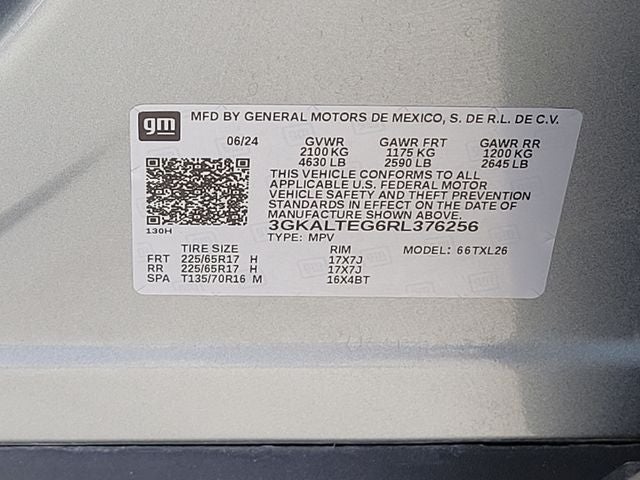 gm MFD BY GENERAL MOTORS DE MEXICO, S. DE R.L. DE C.V.
06/24 GVWR GAWR FRT GAWR RR
2100 KG 1175 KG 1200 KG
4630 LB 2590 LB 2645 LB
THIS VEHICLE CONFORMS TO ALL
APPLICABLE U.S. FEDERAL MOTOR
VEHICLE SAFETY AND THEFT PREVENTION
STANDARDS IN EFFECT ON THE DATE OF
MANUFACTURE SHOWN ABOVE.
130H 3GKALTEG6RL376256
TYPE: MPV
TIRE SIZE RIM MODEL: 66TXL26
FRT 225/65R17 H 17X7J
RR 225/65R17 H 17X7J
SPA T135/70R16 M 16X4BT